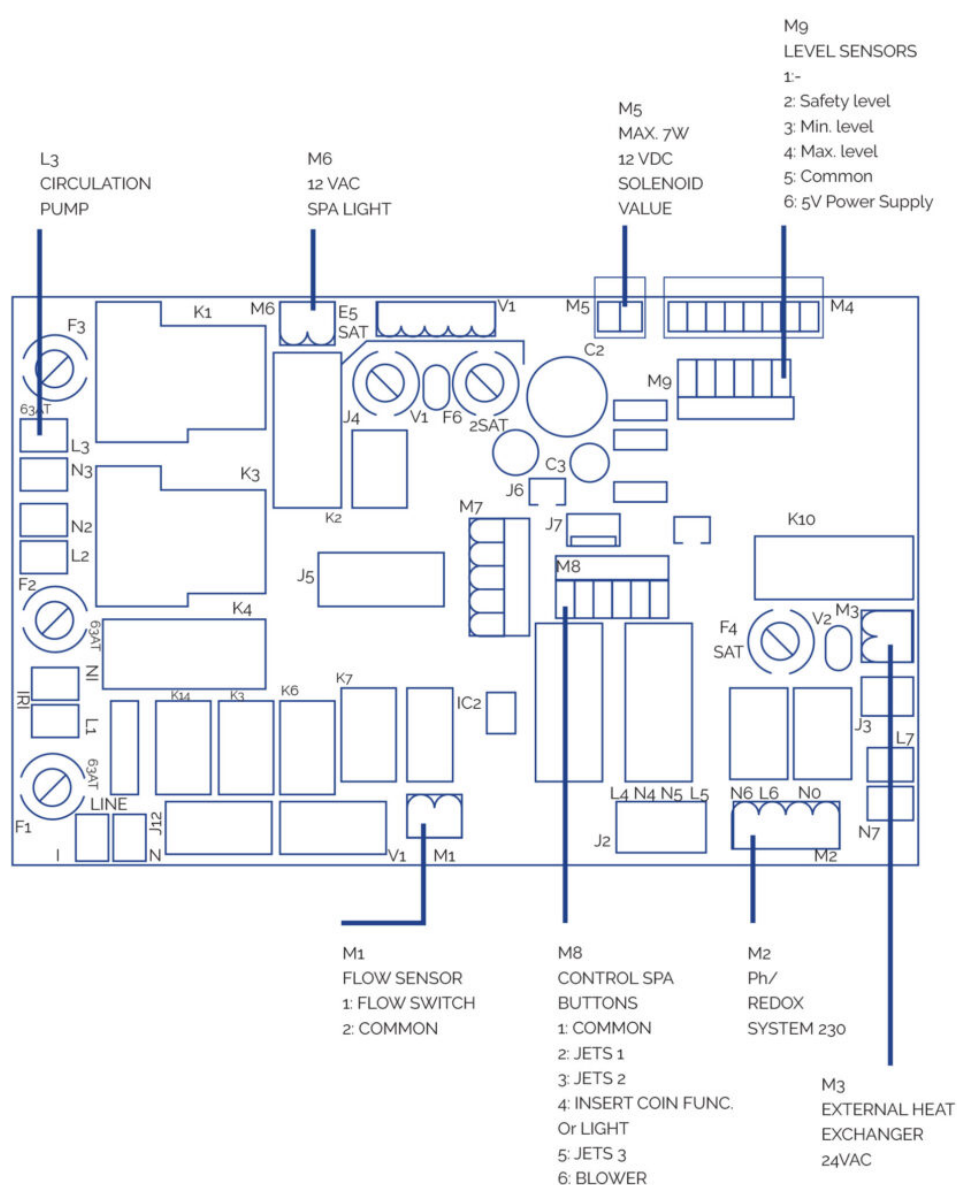 M9
LEVEL SENSORS
1:-
2: Safety level
3: Min. level
4: Max. level
5: Common
6: 5V Power Supply
M5
MAX. 7W
12 VDC
SOLENOID
VALUE
L3
CIRCULATION
PUMP
M6
12 VAC
SPA LIGHT
F3
K1
M6
E5
SAT
V1
M5
M4
C2
M9
63AT
L3
J4
V1
F6
2SAT
N3
K3
K2
J6
C3
M7
J7
N2
L2
J5
M8
K10
F2
63AT
K4
F4
SAT
V2
M3
NI
IRI
L1
K14
K3
K6
K7
IC2
J3
L7
63AT
F1
LINE
J12
I
N
V1
M1
L4 N4 N5 L5
J2
N6 L6 N0
M2
N7
M1
FLOW SENSOR
1: FLOW SWITCH
2: COMMON
M8
CONTROL SPA
BUTTONS
1: COMMON
2: JETS 1
3: JETS 2
4: INSERT COIN FUNC.
Or LIGHT
5: JETS 3
6: BLOWER
M2
Ph/
REDOX
SYSTEM 230
M3
EXTERNAL HEAT
EXCHANGER
24VAC